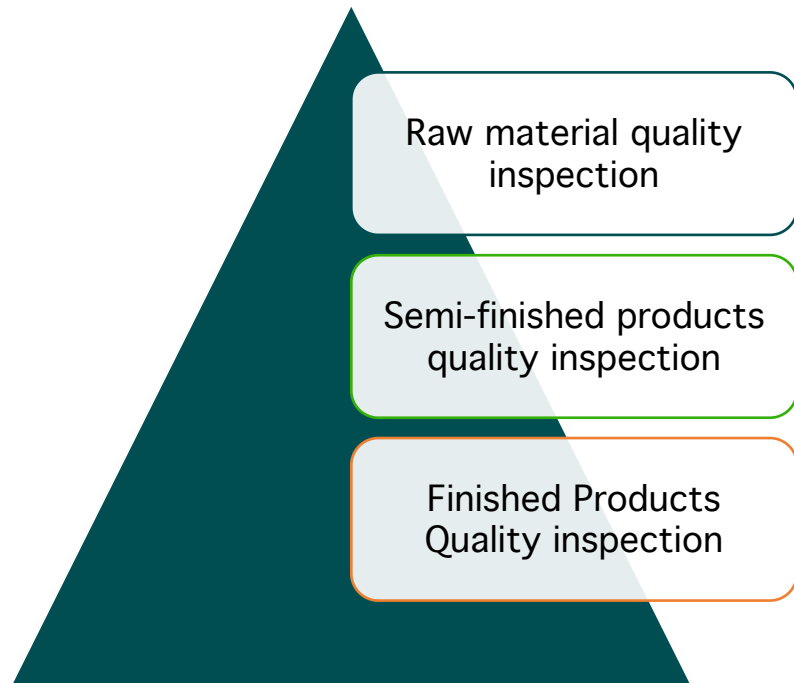 Raw material quality
inspection
Semi-finished products
quality inspection
Finished Products
Quality inspection